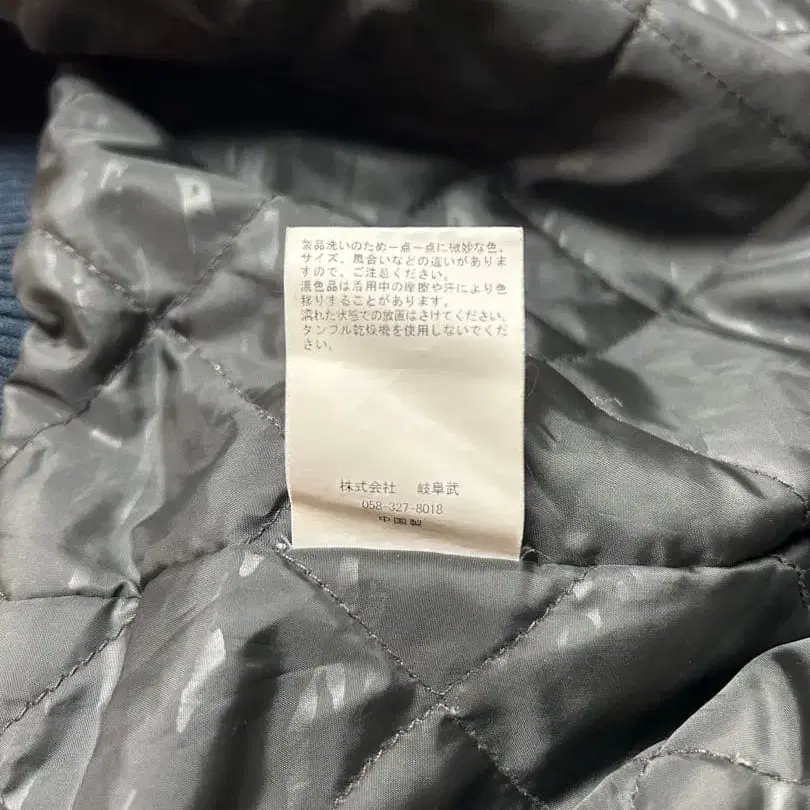 製品洗いのため一点一点に微妙な色、
サイズ、風合いなどの違いがありま
すので、ご注意ください。
濃色品は着用中の摩擦や汗により色
移りすることがあります。
濡れた状態での放置はさけてください。
タンブル乾燥機を使用しないでくだ
さい。
株式会社 岐阜武
058-327-8018
中国製